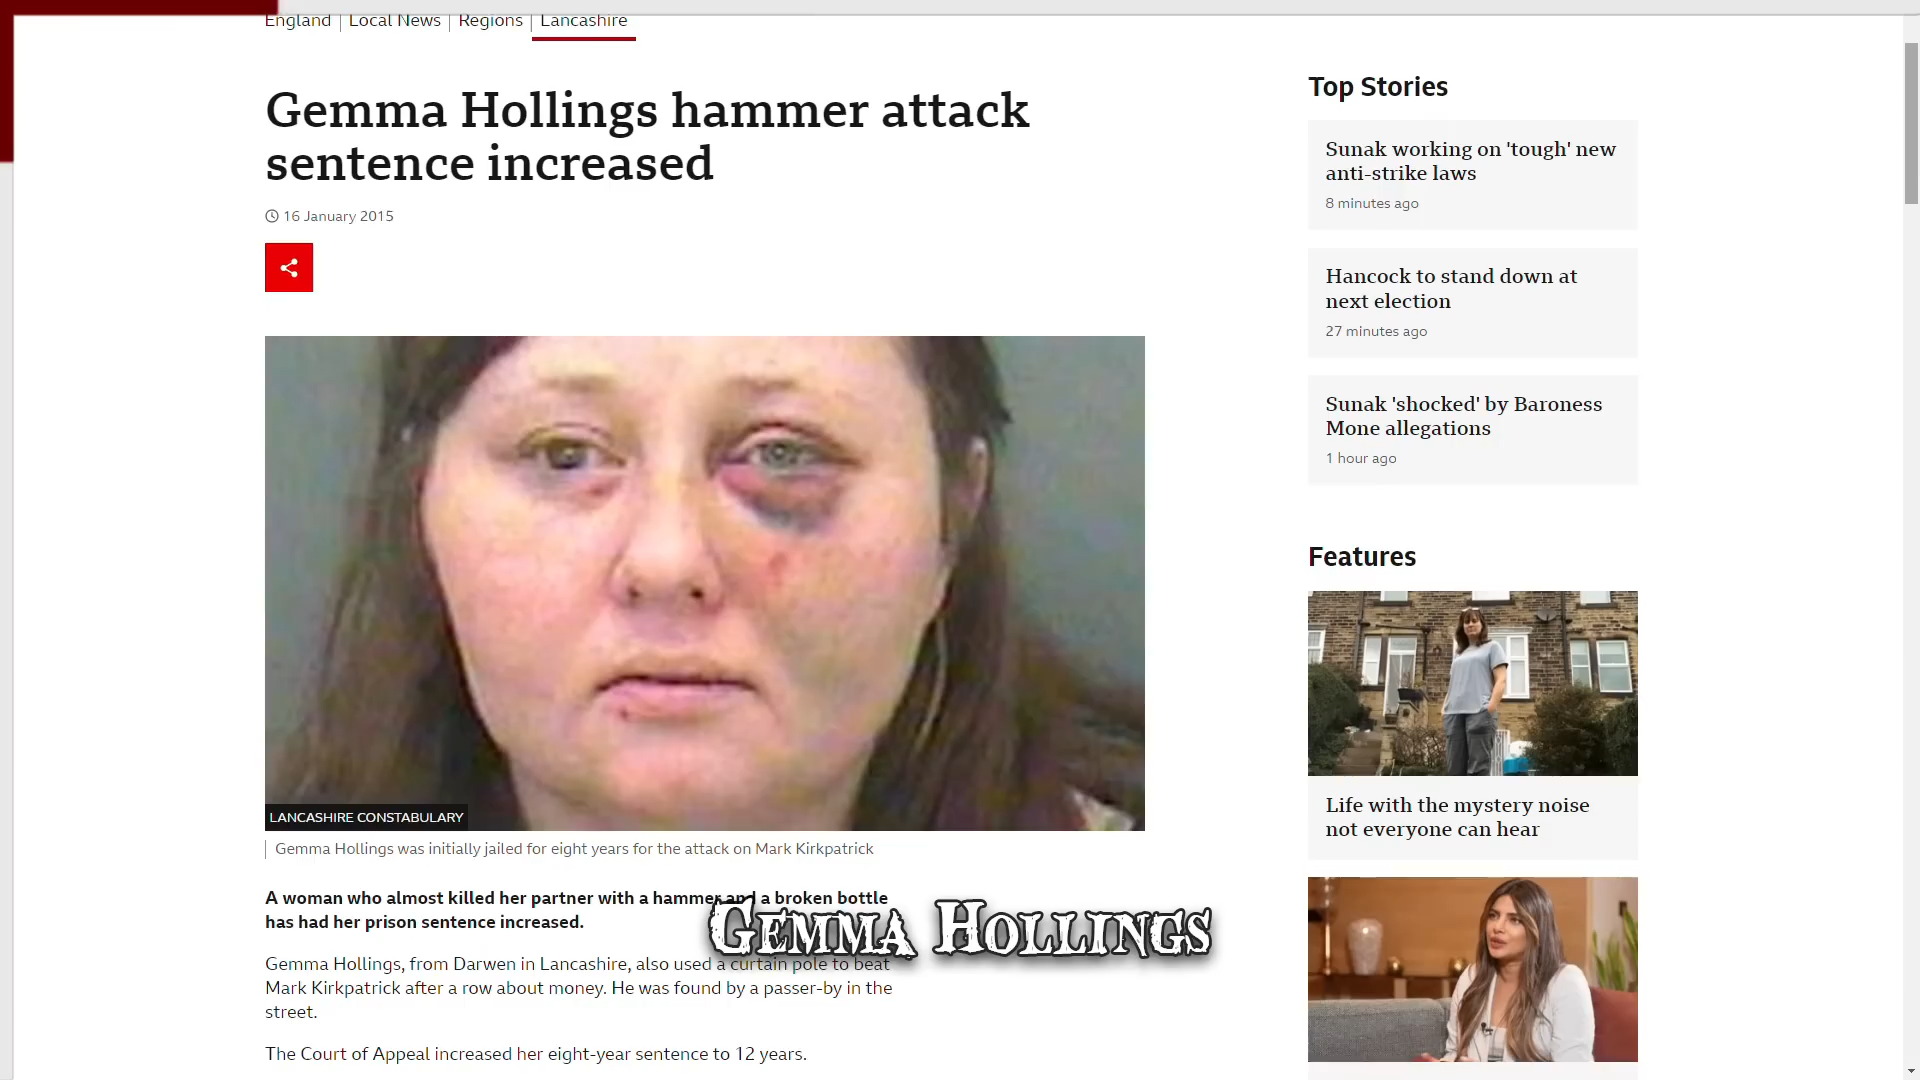 England
Local News
Regions
Lancashire
Gemma Hollings hammer attack
sentence increased
16 January 2015
LANCASHIRE CONSTABULARY
Gemma Hollings was initially jailed for eight years for the attack on Mark Kirkpatrick
A woman who almost killed her partner with a hammer and a broken bottle
has had her prison sentence increased.
Gemma Hollings
Gemma Hollings, from Darwen in Lancashire, also used a curtain pole to beat
Mark Kirkpatrick after a row about money. He was found by a passer-by in the
street.
The Court of Appeal increased her eight-year sentence to 12 years.
Top Stories
Sunak working on 'tough' new
anti-strike laws
8 minutes ago
Hancock to stand down at
next election
27 minutes ago
Sunak 'shocked' by Baroness
Mone allegations
1 hour ago
Features
Life with the mystery noise
not everyone can hear